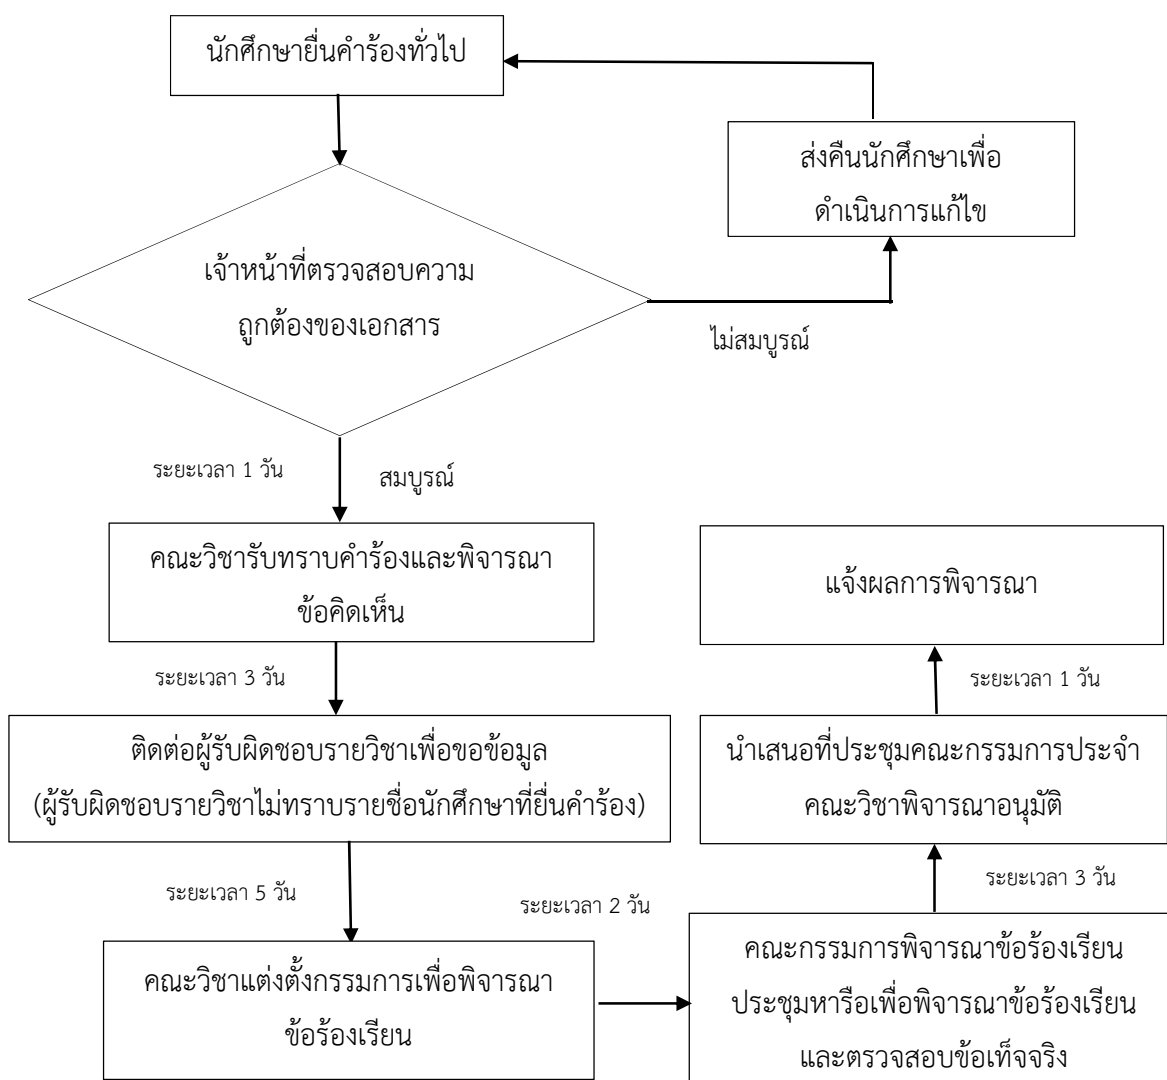 นักศึกษายื่นคำร้องทั่วไป
ส่งคืนนักศึกษาเพื่อ
ดำเนินการแก้ไข
เจ้าหน้าที่ตรวจสอบความ
ถูกต้องของเอกสาร
ไม่สมบูรณ์
ระยะเวลา 1 วัน
สมบูรณ์
คณะวิชารับทราบคำร้องและพิจารณา
ข้อคิดเห็น
ระยะเวลา 3 วัน
ติดต่อผู้รับผิดชอบรายวิชาเพื่อขอข้อมูล
(ผู้รับผิดชอบรายวิชาไม่ทราบรายชื่อนักศึกษาที่ยื่นคำร้อง)
ระยะเวลา 5 วัน
คณะวิชาแต่งตั้งกรรมการเพื่อพิจารณา
ข้อร้องเรียน
ระยะเวลา 2 วัน
คณะกรรมการพิจารณาข้อร้องเรียน
ประชุมหารือเพื่อพิจารณาข้อร้องเรียน
และตรวจสอบข้อเท็จจริง
ระยะเวลา 3 วัน
นำเสนอที่ประชุมคณะกรรมการประจำ
คณะวิชาพิจารณาอนุมัติ
ระยะเวลา 1 วัน
แจ้งผลการพิจารณา